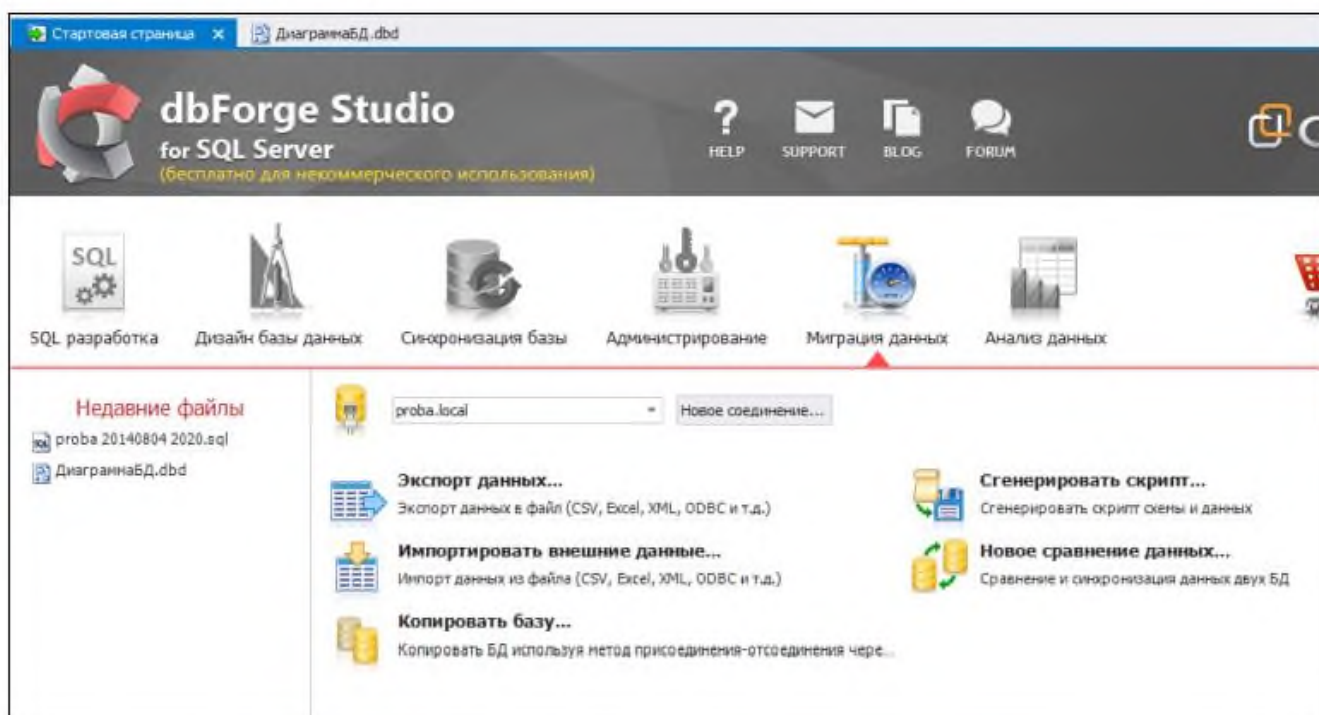 Стартовая страница
ДиаграммаБД.dbd
dbForge Studio
for SQL Server
(бесплатно для некоммерческого использования)
HELP
SUPPORT
BLOG
FORUM
SQL
SQL разработка
Дизайн базы данных
Синхронизация базы
Администрирование
Миграция данных
Анализ данных
Недавние файлы
proba 20140804 2020.sql
ДиаграммаБД.dbd
proba.local
Новое соединение...
Экспорт данных...
Экспорт данных в файл (CSV, Excel, XML, ODBC и т.д.)
Импортировать внешние данные...
Импорт данных из файла (CSV, Excel, XML, ODBC и т.д.)
Копировать базу...
Копировать БД используя метод присоединения-отсоединения чере...
Сгенерировать скрипт...
Сгенерировать скрипт схемы и данных
Новое сравнение данных...
Сравнение и синхронизация данных двух БД